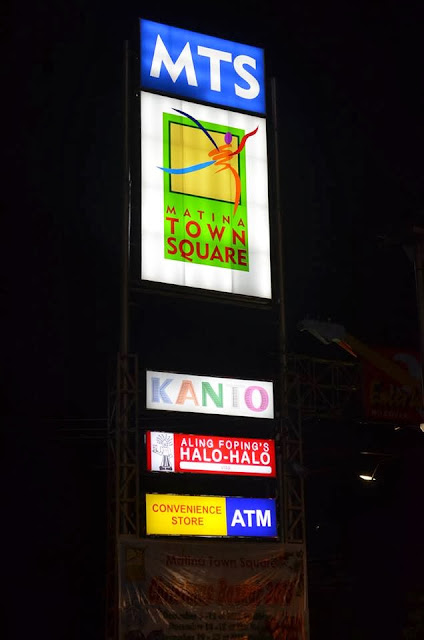 MTS
MATINA
TOWN
SQUARE
KANTO
ALING FOPING'S
HALO-HALO
CONVENIENCE
STORE
ATM
Matina Town Square